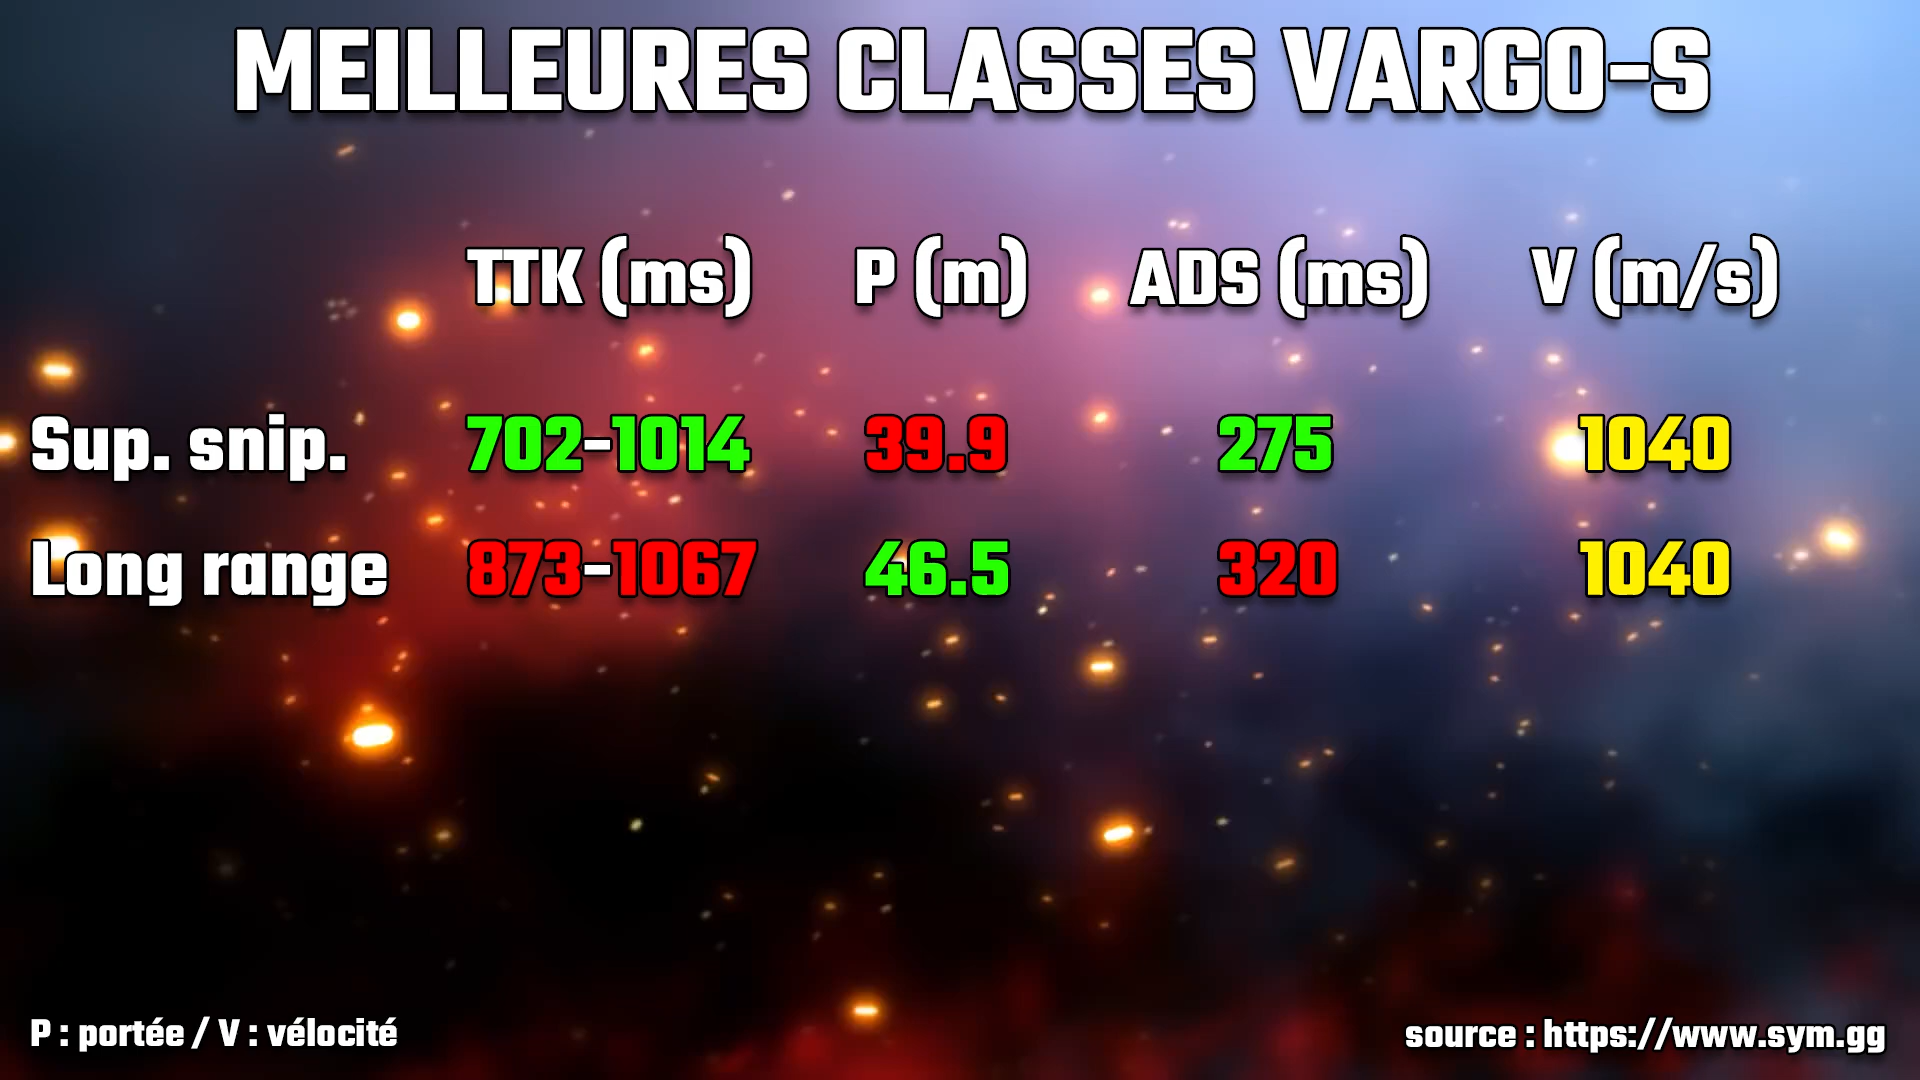 MEILLEURES CLASSES VARGO-S
TTK (ms) P (m) ADS (ms) V (m/s)
Sup. snip. 702-1014 39.9 275 1040
Long range 873-1067 46.5 320 1040
P : portée / V : vélocité source : https://www.sym.gg